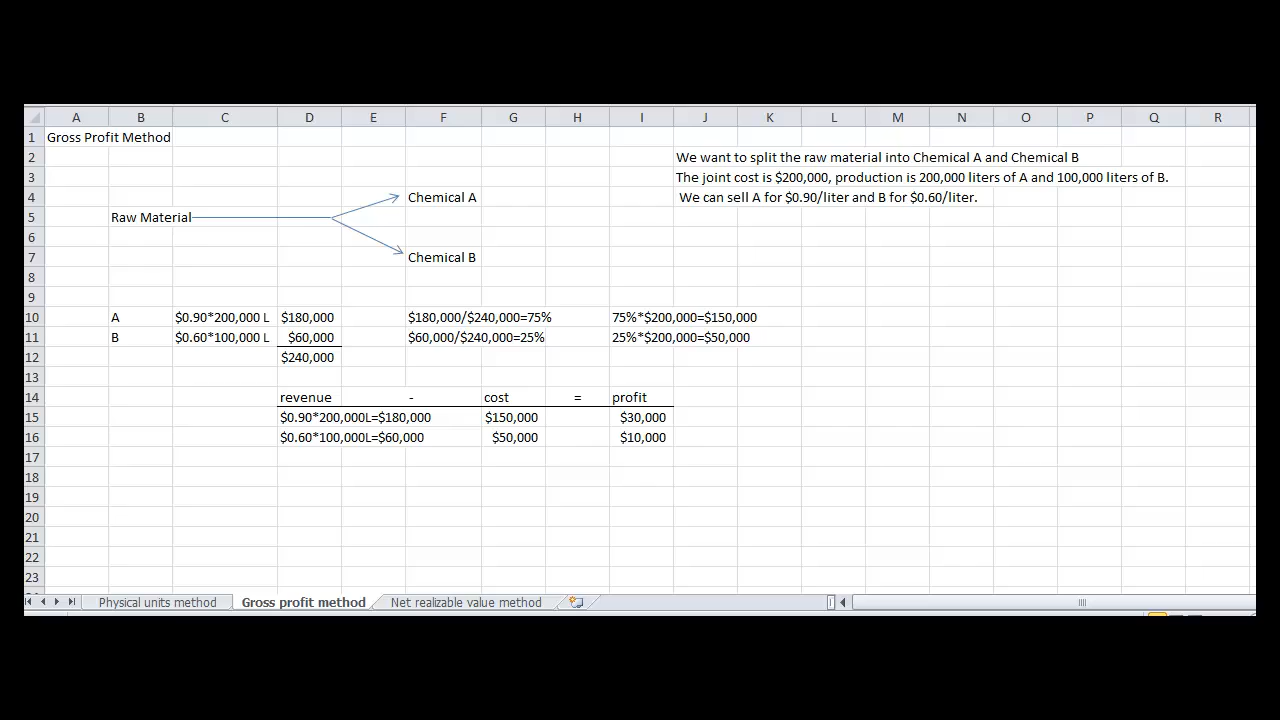 A B C D E F G H I J K L M N O P Q R
1 Gross Profit Method
2 We want to split the raw material into Chemical A and Chemical B
3 The joint cost is $200,000, production is 200,000 liters of A and 100,000 liters of B.
4 Chemical A We can sell A for $0.90/liter and B for $0.60/liter.
5 Raw Material
6
7 Chemical B
8
9
10 A $0.90*200,000 L $180,000 $180,000/$240,000=75% 75%*$200,000=$150,000
11 B $0.60*100,000 L $60,000 $60,000/$240,000=25% 25%*$200,000=$50,000
12 $240,000
13
14 revenue - cost = profit
15 $0.90*200,000L=$180,000 $150,000 $30,000
16 $0.60*100,000L=$60,000 $50,000 $10,000
17
18
19
20
21
22
23
Physical units method Gross profit method Net realizable value method